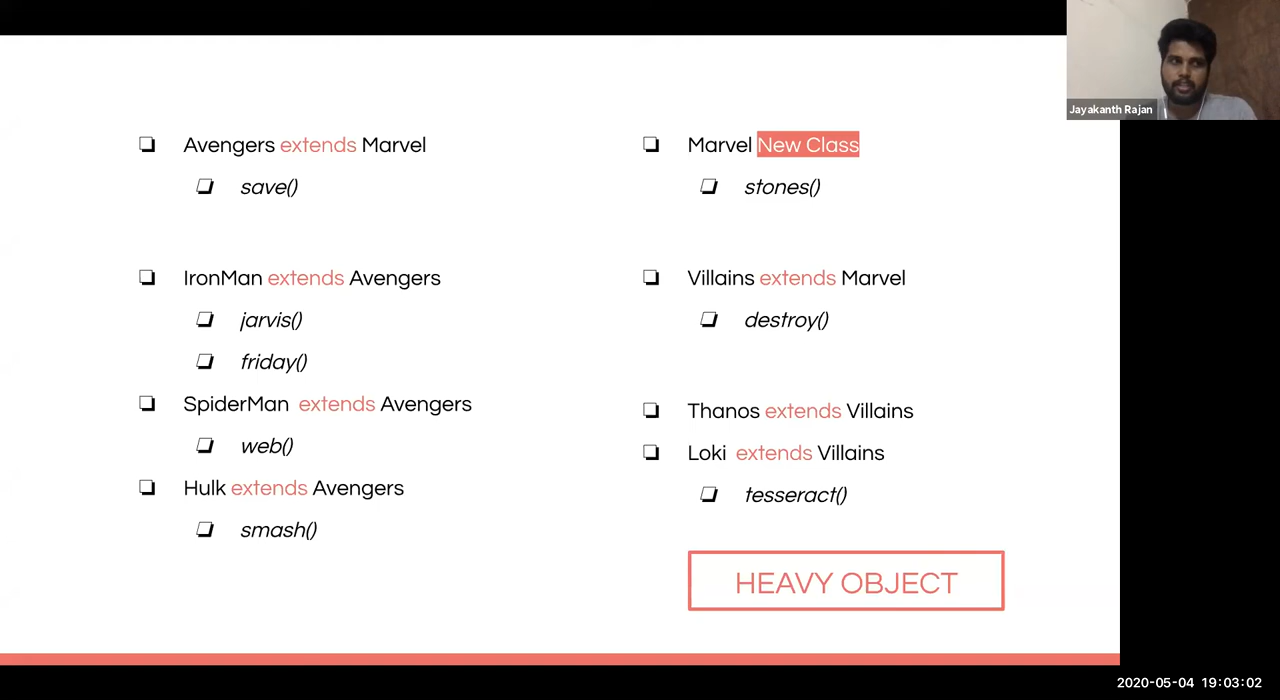 Avengers extends Marvel
save()
IronMan extends Avengers
jarvis()
friday()
SpiderMan extends Avengers
web()
Hulk extends Avengers
smash()
Marvel New Class
stones()
Villains extends Marvel
destroy()
Thanos extends Villains
Loki extends Villains
tesseract()
HEAVY OBJECT
Jayakanth Rajan
2020-05-04 19:03:02